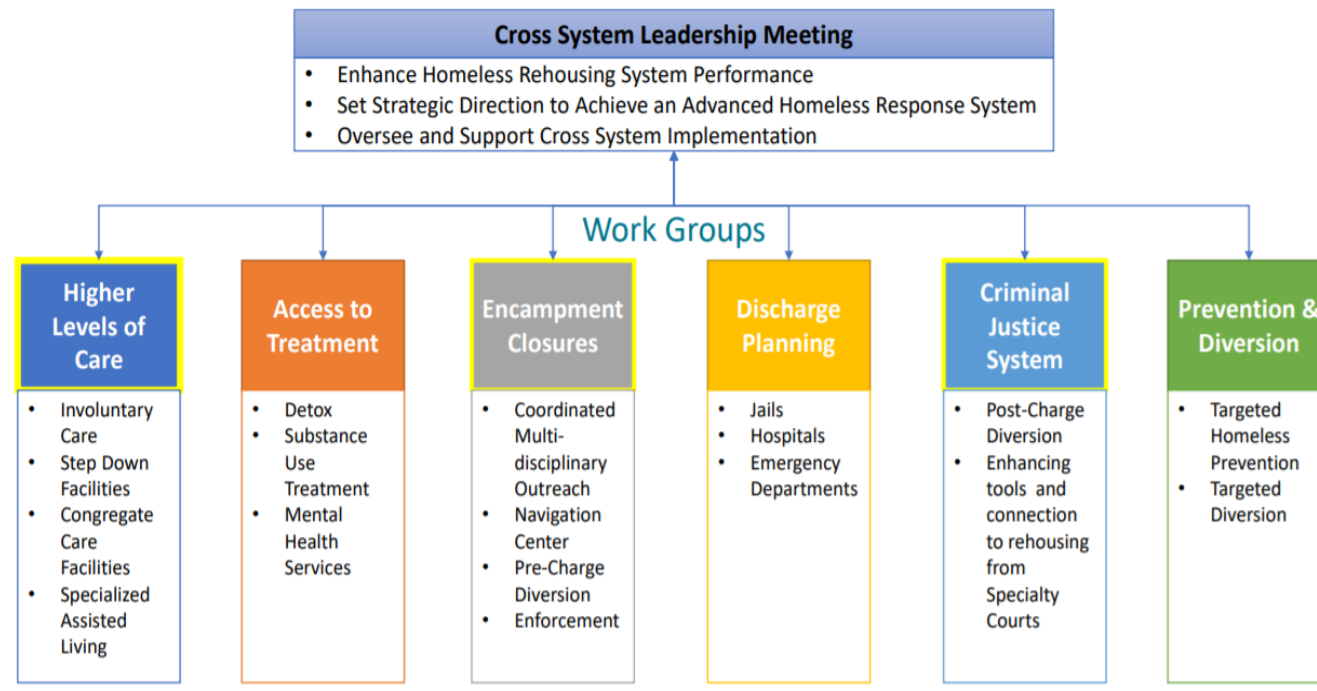 Cross System Leadership Meeting
• Enhance Homeless Rehousing System Performance
• Set Strategic Direction to Achieve an Advanced Homeless Response System
• Oversee and Support Cross System Implementation
Work Groups
Higher
Levels of
Care
• Involuntary
Care
• Step Down
Facilities
• Congregate
Care
Facilities
• Specialized
Assisted
Living
Access to
Treatment
• Detox
• Substance
Use
Treatment
• Mental
Health
Services
Encampment
Closures
• Coordinated
Multi-
disciplinary
Outreach
• Navigation
Center
• Pre-Charge
Diversion
• Enforcement
Discharge
Planning
• Jails
• Hospitals
• Emergency
Departments
Criminal
Justice
System
• Post-Charge
Diversion
• Enhancing
tools and
connection
to rehousing
from
Specialty
Courts
Prevention &
Diversion
• Targeted
Homeless
Prevention
• Targeted
Diversion